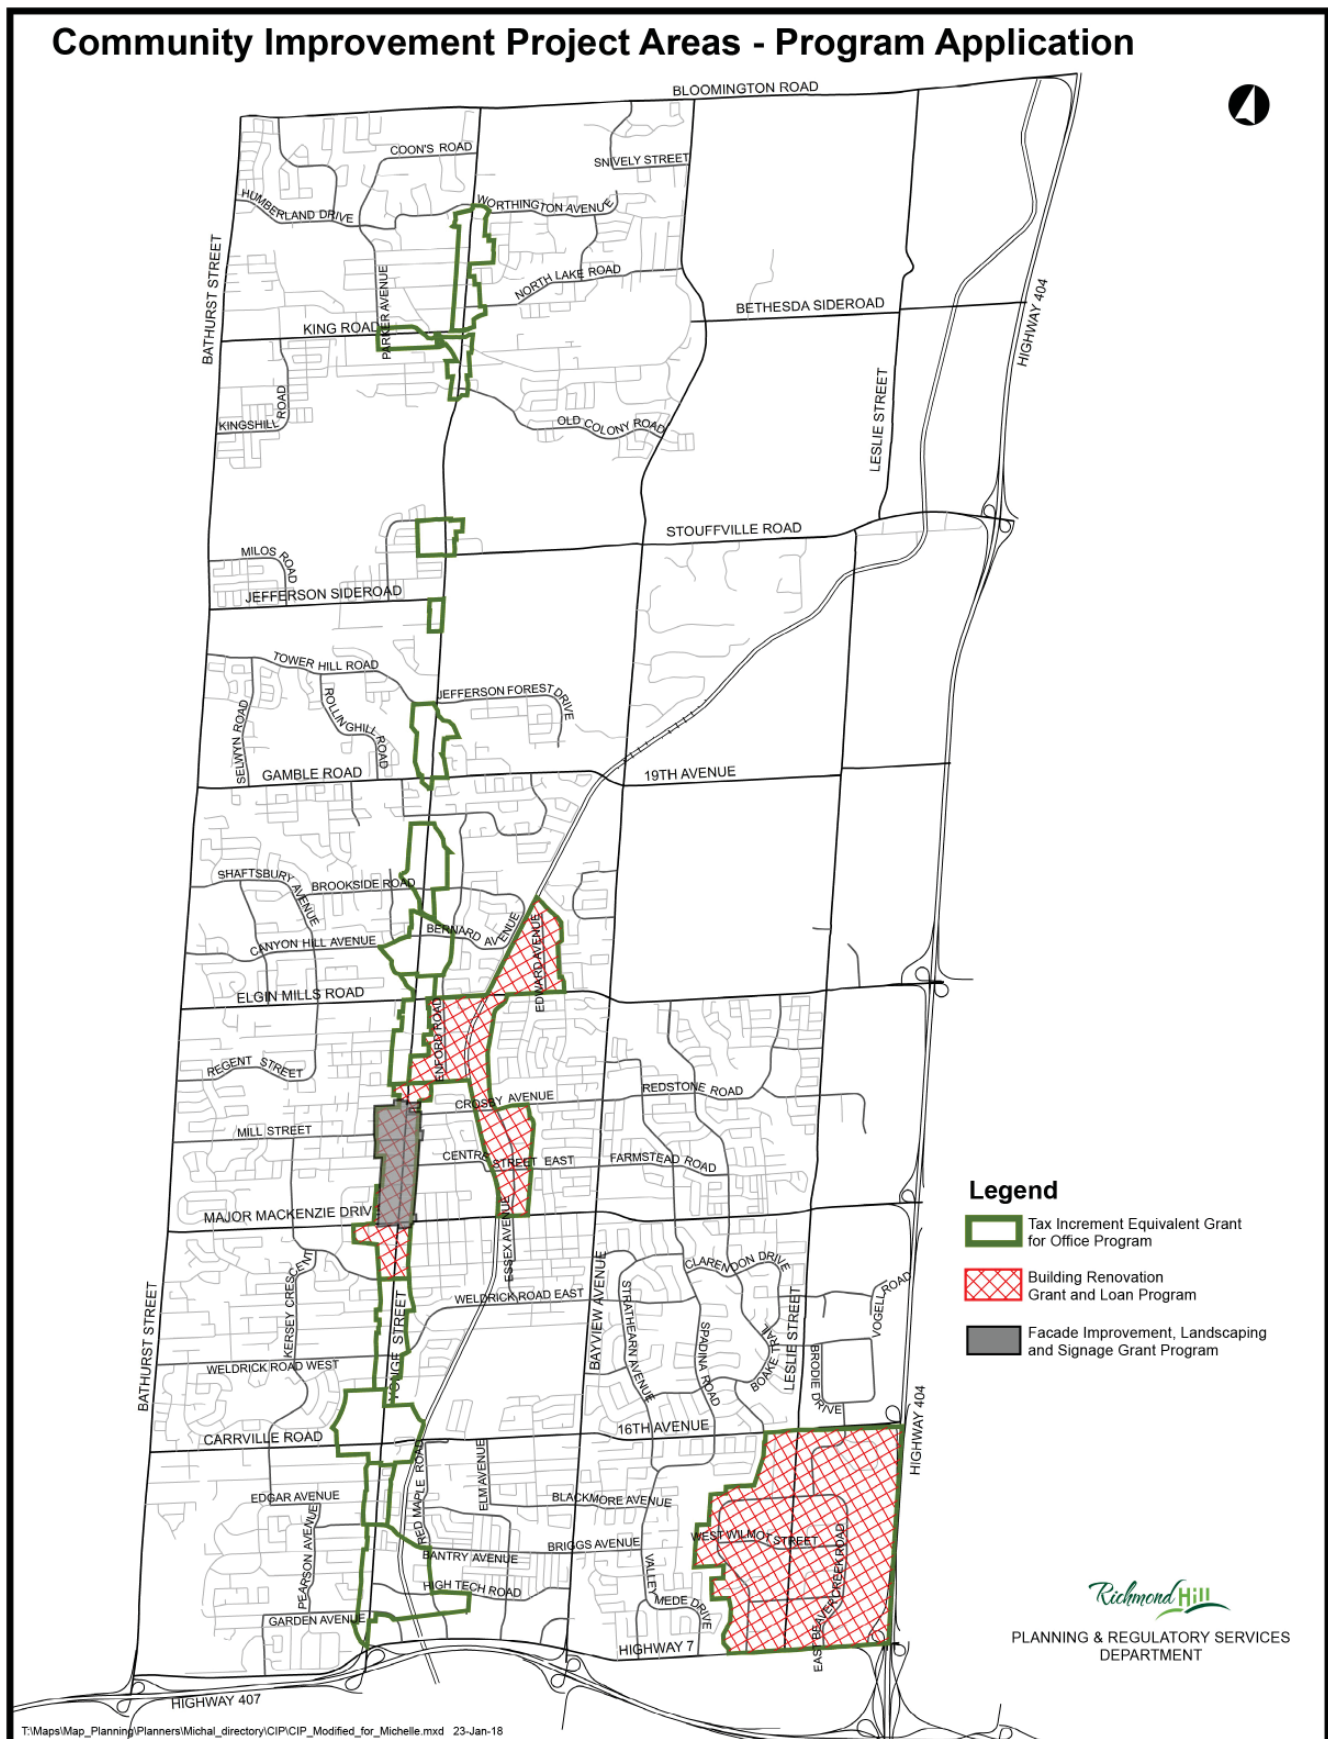 Community Improvement Project Areas - Program Application
BLOOMINGTON ROAD
COON'S ROAD
SNIVELY STREET
HUMBERLAND DRIVE
WORTHINGTON AVENUE
BATHURST STREET
PARKER AVENUE
NORTH LAKE ROAD
BETHESDA SIDEROAD
HIGHWAY 404
KING ROAD
LESLIE STREET
KINGSHILL ROAD
OLD COLONY ROAD
STOUFFVILLE ROAD
MILOS ROAD
JEFFERSON SIDEROAD
TOWER HILL ROAD
JEFFERSON FOREST DRIVE
SELWYN ROAD
ROLLINGHILL ROAD
GAMBLE ROAD
19TH AVENUE
SHAFTSBURY AVENUE
BROOKSIDE ROAD
BERNARD AVENUE
EDWARD AVENUE
CANYON HILL AVENUE
ELGIN MILLS ROAD
ENFORD ROAD
REGENT STREET
CROSBY AVENUE
REDSTONE ROAD
MILL STREET
CENTRE STREET EAST
FARMSTEAD ROAD
MAJOR MACKENZIE DRIV
ESSEX AVENUE
Legend
Tax Increment Equivalent Grant
for Office Program
Building Renovation
Grant and Loan Program
Facade Improvement, Landscaping
and Signage Grant Program
KERSEY CRESCENT
CLARENDON DRIVE
WELDRICK ROAD EAST
BAYVIEW AVENUE
STRATHEARN AVENUE
SPADINA ROAD
BOAKE TRAIL
LESLIE STREET
VOGELL ROAD
BRODIE DRIVE
BATHURST STREET
YONGE STREET
WELDRICK ROAD WEST
CARRVILLE ROAD
16TH AVENUE
HIGHWAY 404
RED MAPLE ROAD
ELM AVENUE
EDGAR AVENUE
BLACKMORE AVENUE
PEARSON AVENUE
WEST WILMOT STREET
BRIGGS AVENUE
BANTRY AVENUE
HIGH TECH ROAD
VALLEYMEDE DRIVE
EAST BEAVER CREEK ROAD
GARDEN AVENUE
HIGHWAY 7
HIGHWAY 407
Richmond Hill
PLANNING & REGULATORY SERVICES
DEPARTMENT
T:\Maps\Map_Planning\Planners\Michal_directory\CIP\CIP_Modified_for_Michelle.mxd 23-Jan-18